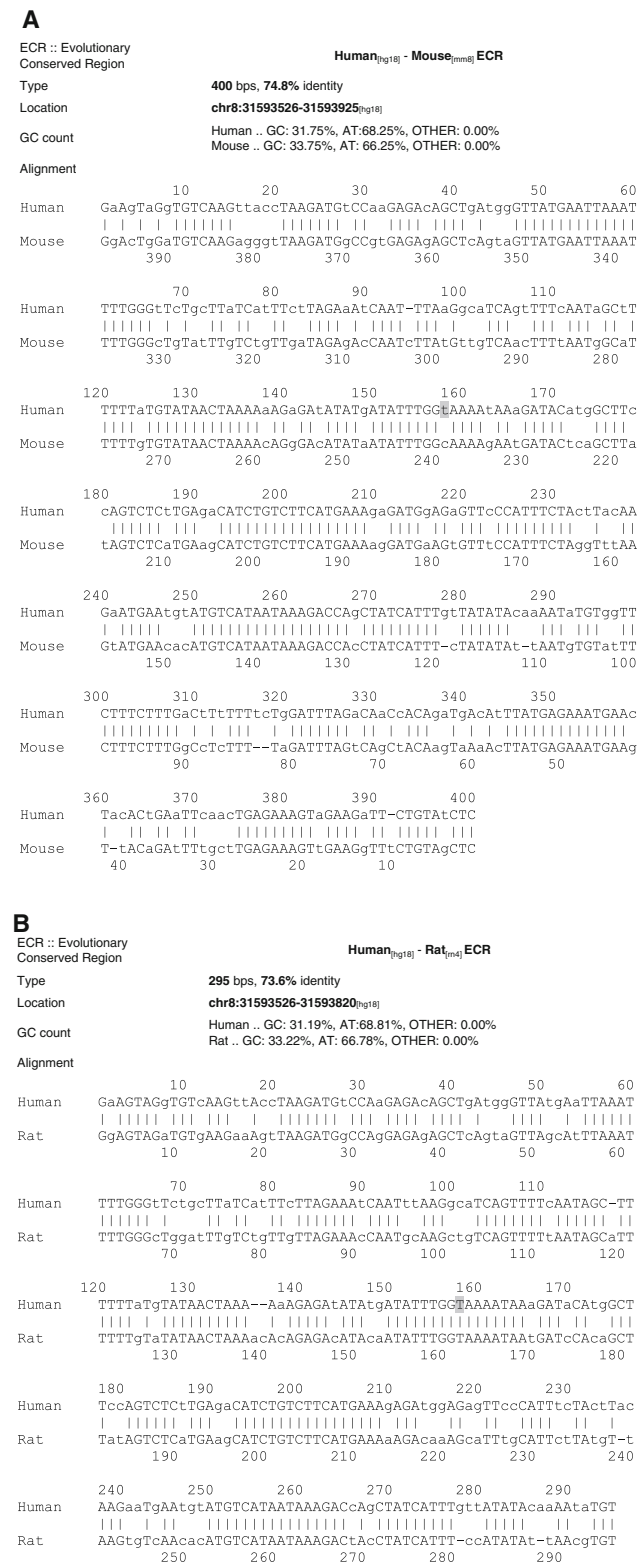 A
ECR :: Evolutionary
Conserved Region
Human[hg18] - Mouse[mm8] ECR
Type 400 bps, 74.8% identity
Location chr8:31593526-31593925[hg18]
GC count Human .. GC: 31.75%, AT:68.25%, OTHER: 0.00%
Mouse .. GC: 33.75%, AT: 66.25%, OTHER: 0.00%
Alignment
10 20 30 40 50 60
Human GaAgTaGgTGTCAAGttaccTAAGATGtCCaaGAGAcAGCTgAtggGTTATGAATTAAAT
Mouse GgAcTgGaTGTCAAGagggtTAAGATGgCCgtGAGAgAGCTcAgtaGTTATGAATTAAAT
390 380 370 360 350 340
70 80 90 100 110
Human TTTGGGtTcTgcTTaTCatTTctTAGAaAtCAAT-TTAaGgcaTCAgtTTTcAATaGCtT
Mouse TTTGGGCtgTatTTgTCtgTTgaTAGAgAcCAATcTTAtGttgTCAacTTTtaATgGCaT
330 320 310 300 290 280
120 130 140 150 160 170
Human TTTTaTGTATAACTAAAAaAGaGAtATATgATATTTGGtAAAAtAAaGATACatgGCTTc
Mouse TTTTgTGTATAACTAAAAcAGgGAcATATaATATTTGGcAAAAgAAtGATACtcaGCTTa
270 260 250 240 230 220
180 190 200 210 220 230
Human cAGTCTCtTGAgaCATCTGTCTTCATGAAAgaGATGgAgaGTTcCCATTTCTActTacAA
Mouse tAGTCTCaTGAagCATCTGTCTTCATGAAAagGATGaAGtGTTtCCATTTCTAggTttAA
210 200 190 180 170 160
240 250 260 270 280 290
Human GaATGAAtgtATGTCATAATAAAGACCAgCTATCATTTgtTATATAcaaAATaTGTggTT
Mouse GtATGAAcacATGTCATAATAAAGACCAcCTATCATTT-cTATATAt-tAATgTGTatTT
150 140 130 120 110 100
300 310 320 330 340 350
Human CTTTCTTTGacTtTtTTTtcTgGATTTAGAcAAcCACAgaTgAcAtTTATGAGAAATGAAc
Mouse CTTTCTTTGgCcTcTTT--TaGATTTAGtCAgCTACAagTAaAacTTATGAGAAATGAAg
90 80 70 60 50
360 370 380 390 400
Human TacACtGAaTTcaacTGAGAAAGTaGAAGaTT-CTGTAtCTC
Mouse T-tACaGAtTTtgctTGAGAAAGTtGAAGgTTtCTGTAgCTC
40 30 20 10
B
ECR :: Evolutionary
Conserved Region
Human[hg18] - Rat[rn4] ECR
Type 295 bps, 73.6% identity
Location chr8:31593526-31593820[hg18]
GC count Human .. GC: 31.19%, AT:68.81%, OTHER: 0.00%
Rat .. GC: 33.22%, AT: 66.78%, OTHER: 0.00%
Alignment
10 20 30 40 50 60
Human GaAGTAGgTGTcAAGttAccTAAGATGtCCAaGAGAcAGCTgAtggGTTAtgAaTTAAAT
Rat GgAGTAGaTGTgAAGaaAgtTAAGATGgCCAgGAGAgAGCTcAgtaGTTAgcAtTTAAAT
10 20 30 40 50 60
70 80 90 100 110
Human TTTGGGtTctgcTTaTCatTTcTTAGAAAtCAATttAAGgcaTCAGTTTTcAATAGC-TT
Rat TTTGGGcTggatTTgTCtgTTgTTAGAAAcCAATgcAAGctgTCAGTTTTtAATAGCaTT
70 80 90 100 110 120
120 130 140 150 160 170
Human TTTTaTgTATAACTAAA--AaAGAGAtATATgATATTTGGTAAAATAAaGATaCAtgGCT
Rat TTTTgTaTATAACTAAAacAcAGAGACATAcaATATTTGGTAAAATAAtGATcCAcaGCT
130 140 150 160 170 180
180 190 200 210 220 230
Human TccAGTCTCtTGAgaCATCTGTCTTCATGAAAgAGAtggAGagTTccCATTtcTActTac
Rat TatAGTCTCaTGAagCATCTGTCTTCATGAAAaAGACaaAGcaTTtgCATTctTAtgT-t
190 200 210 220 230 240
240 250 260 270 280 290
Human AAGaaTgAAtgtATGTCATAATAAAGACcAgCTATCATTTgttATATAcaaAAtaTGT
Rat AAGtgTcAAcacATGTCATAATAAAGACtAcCTATCATTT-ccATATAt-tAAcgTGT
250 260 270 280 290